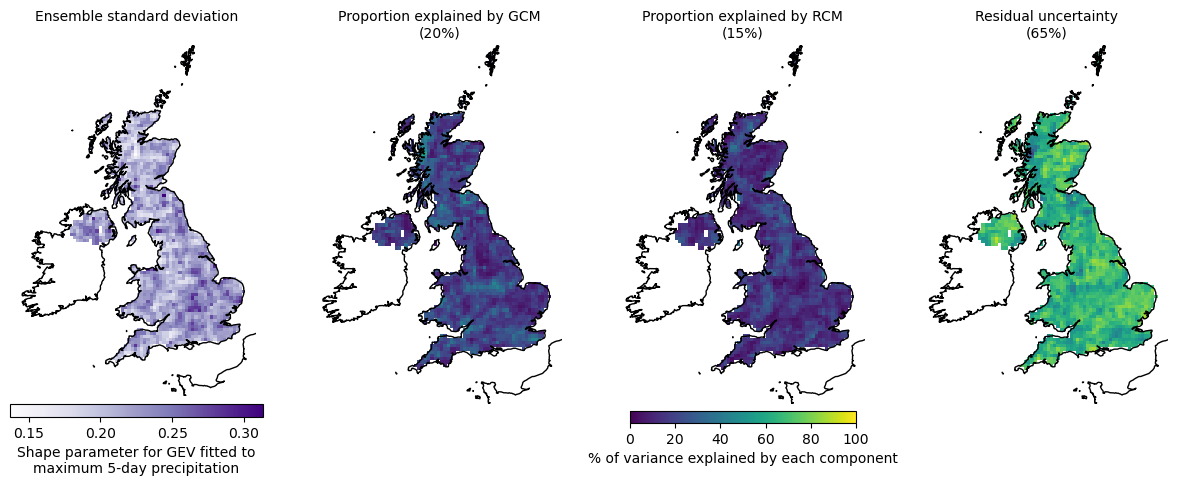 Ensemble standard deviation
Proportion explained by GCM
(20%)
Proportion explained by RCM
(15%)
Residual uncertainty
(65%)
0.15 0.20 0.25 0.30
Shape parameter for GEV fitted to
maximum 5-day precipitation
0 20 40 60 80 100
% of variance explained by each component